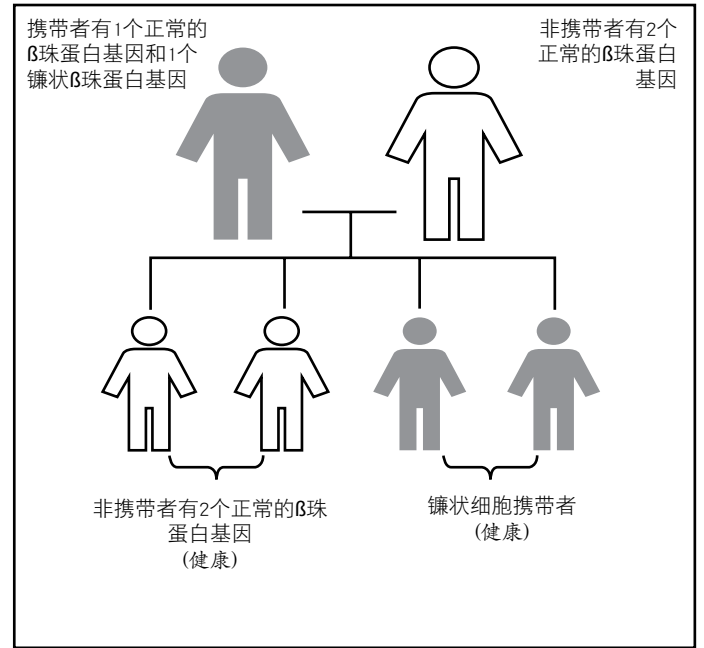 携带者有1个正常的
ß珠蛋白基因和1个
镰状ß珠蛋白基因
非携带者有2个
正常的ß珠蛋白
基因
非携带者有2个正常的ß珠
蛋白基因
(健康)
镰状细胞携带者
(健康)